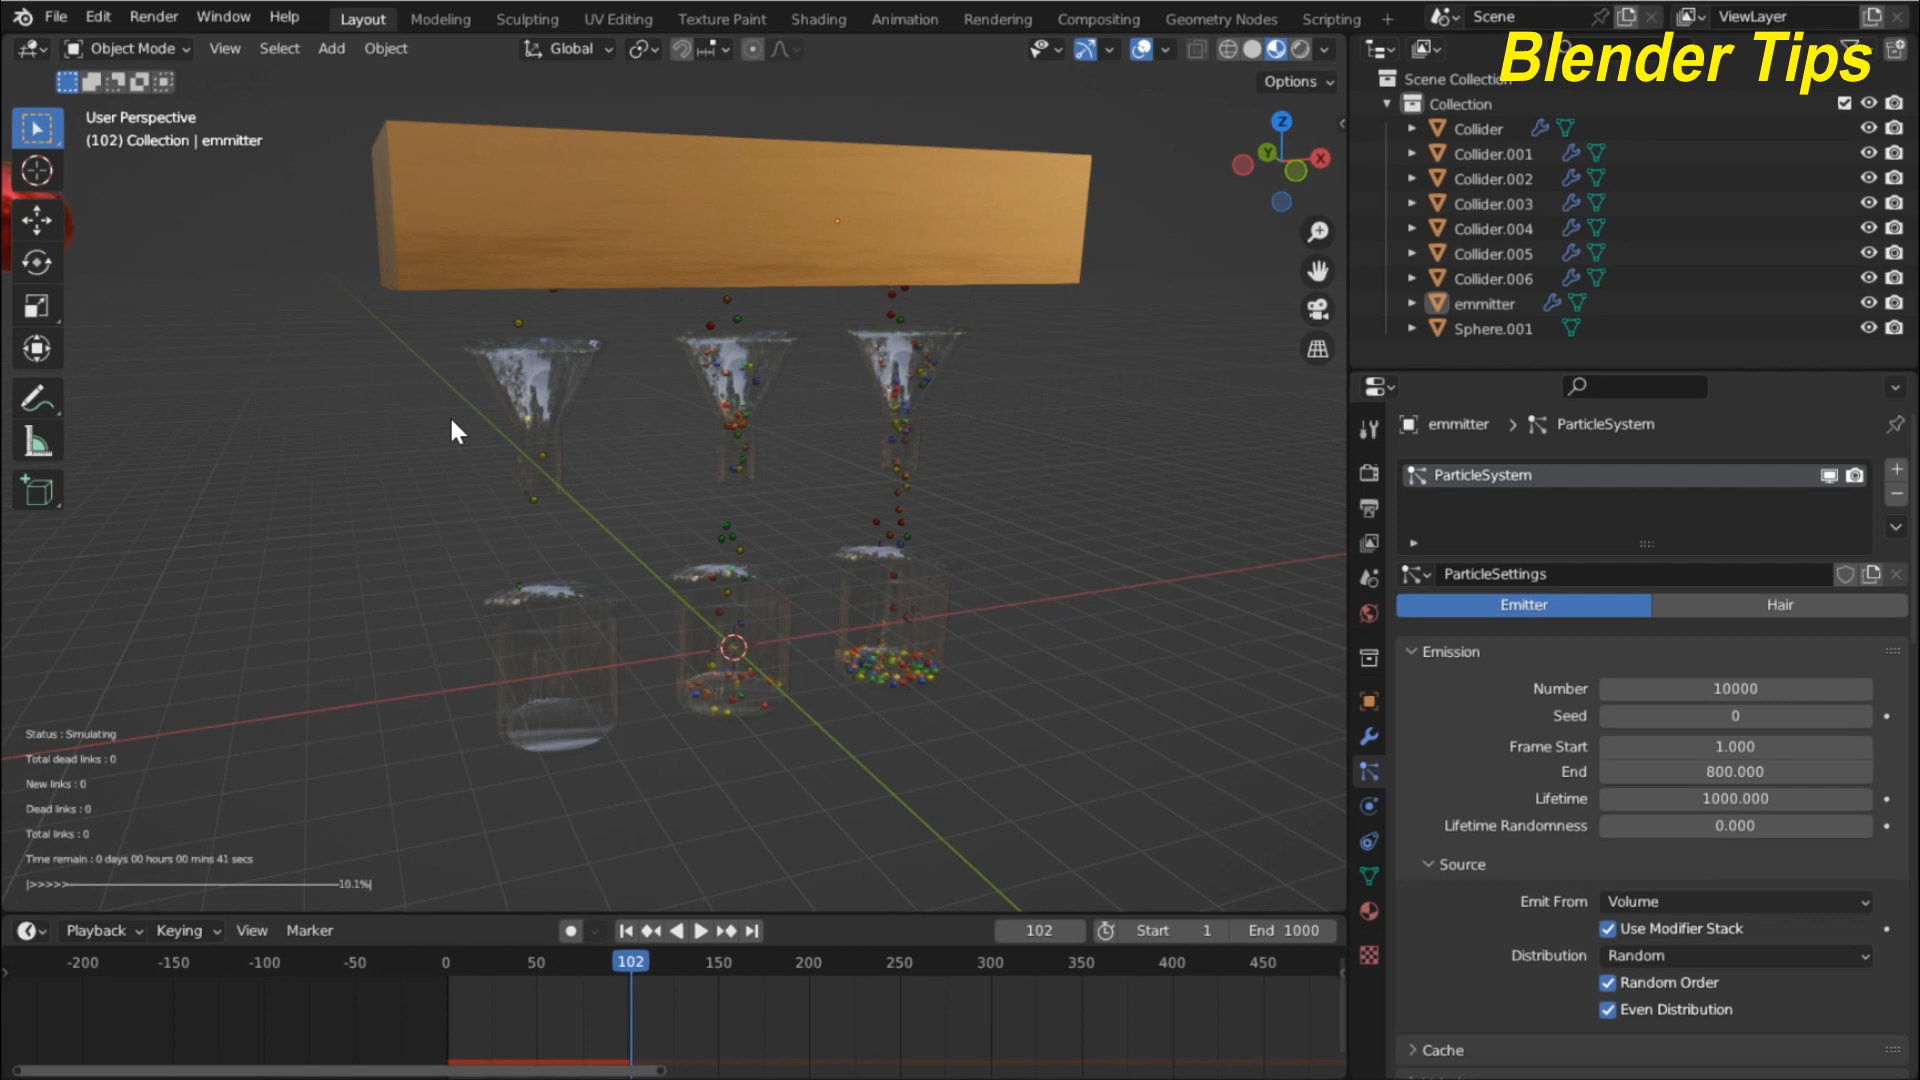 File Edit Render Window Help Layout Modeling Sculpting UV Editing Texture Paint Shading Animation Rendering Compositing Geometry Nodes Scripting + Scene ViewLayer
Object Mode View Select Add Object Global
Blender Tips
Options
User Perspective
(102) Collection | emmitter
Z
Y
X
Collection
Collider
Collider.001
Collider.002
Collider.003
Collider.004
Collider.005
Collider.006
emmitter
Sphere.001
emmitter > ParticleSystem
ParticleSystem
ParticleSettings
Emitter Hair
Emission
Number 10000
Seed 0
Frame Start 1.000
End 800.000
Lifetime 1000.000
Lifetime Randomness 0.000
Source
Emit From Volume
Use Modifier Stack
Distribution Random
Random Order
Even Distribution
Cache
Status : Simulating
Total dead links : 0
New links : 0
Dead links : 0
Total links : 0
Time remain : 0 days 00 hours 00 mins 41 secs
|>>>>>—10.1%|
Playback Keying View Marker 102 Start 1 End 1000
-200 -150 -100 -50 0 50 102 150 200 250 300 350 400 450